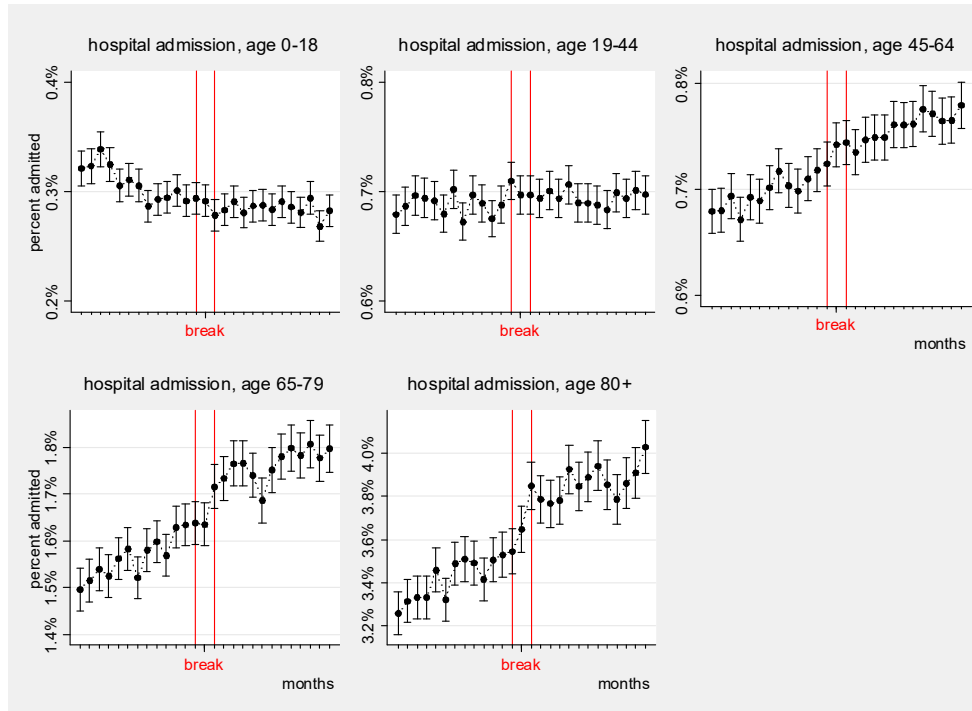 hospital admission, age 0-18
hospital admission, age 19-44
hospital admission, age 45-64
percent admitted
0.4%
0.3%
0.2%
0.8%
0.7%
0.6%
0.8%
0.7%
0.6%
break
break
break
months
hospital admission, age 65-79
hospital admission, age 80+
percent admitted
1.8%
1.7%
1.6%
1.5%
1.4%
4.0%
3.8%
3.6%
3.4%
3.2%
break
break
months
months